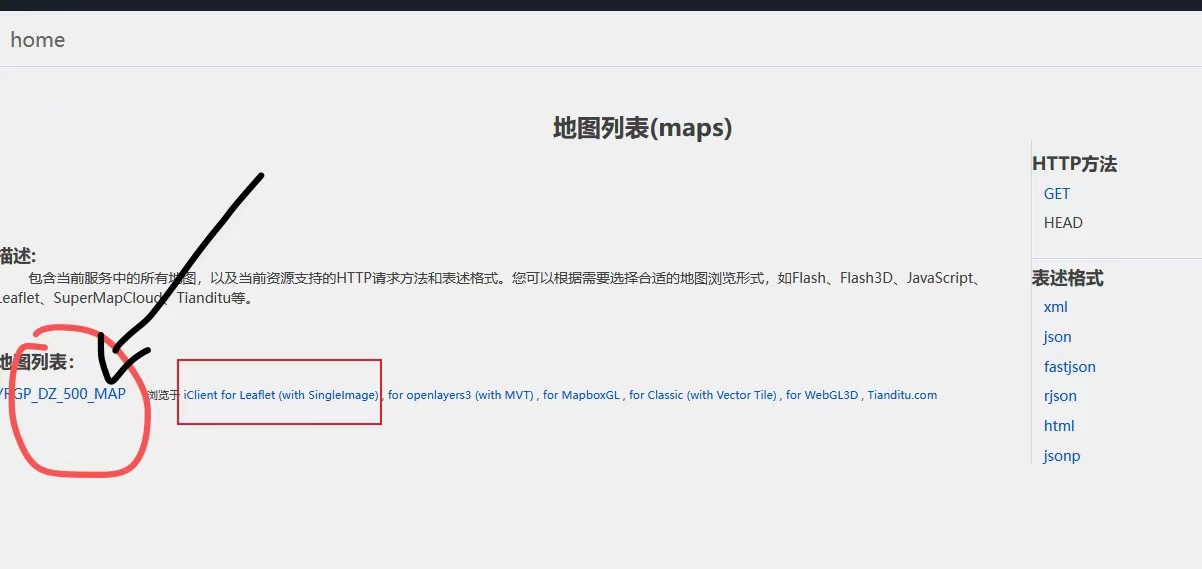 home
地图列表(maps)
描述:
包含当前服务中的所有地图，以及当前资源支持的HTTP请求方法和表述格式。您可以根据需要选择合适的地图浏览形式，如Flash、Flash3D、JavaScript、
Leaflet、SuperMapCloud、Tianditu等。
地图列表:
GP_DZ_500_MAP 浏览于 iClient for Leaflet (with SingleImage) , for openlayers3 (with MVT) , for MapboxGL , for Classic (with Vector Tile) , for WebGL3D , Tianditu.com
HTTP方法
GET
HEAD
表述格式
xml
json
fastjson
rjson
html
jsonp